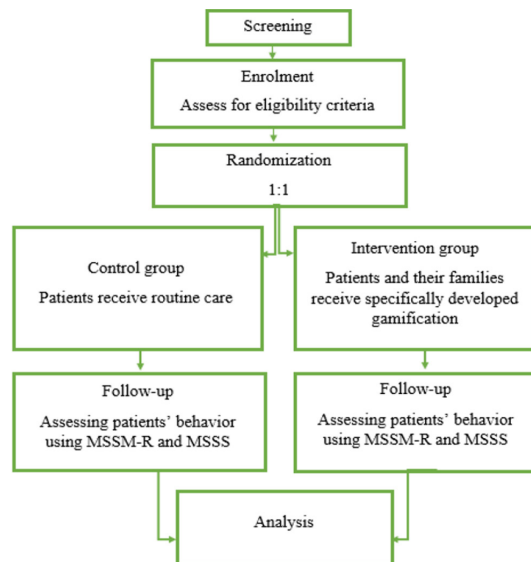 Screening
Enrolment
Assess for eligibility criteria
Randomization
1:1
Control group
Patients receive routine care
Intervention group
Patients and their families
receive specifically developed
gamification
Follow-up
Assessing patients’ behavior
using MSSM-R and MSSS
Follow-up
Assessing patients’ behavior
using MSSM-R and MSSS
Analysis